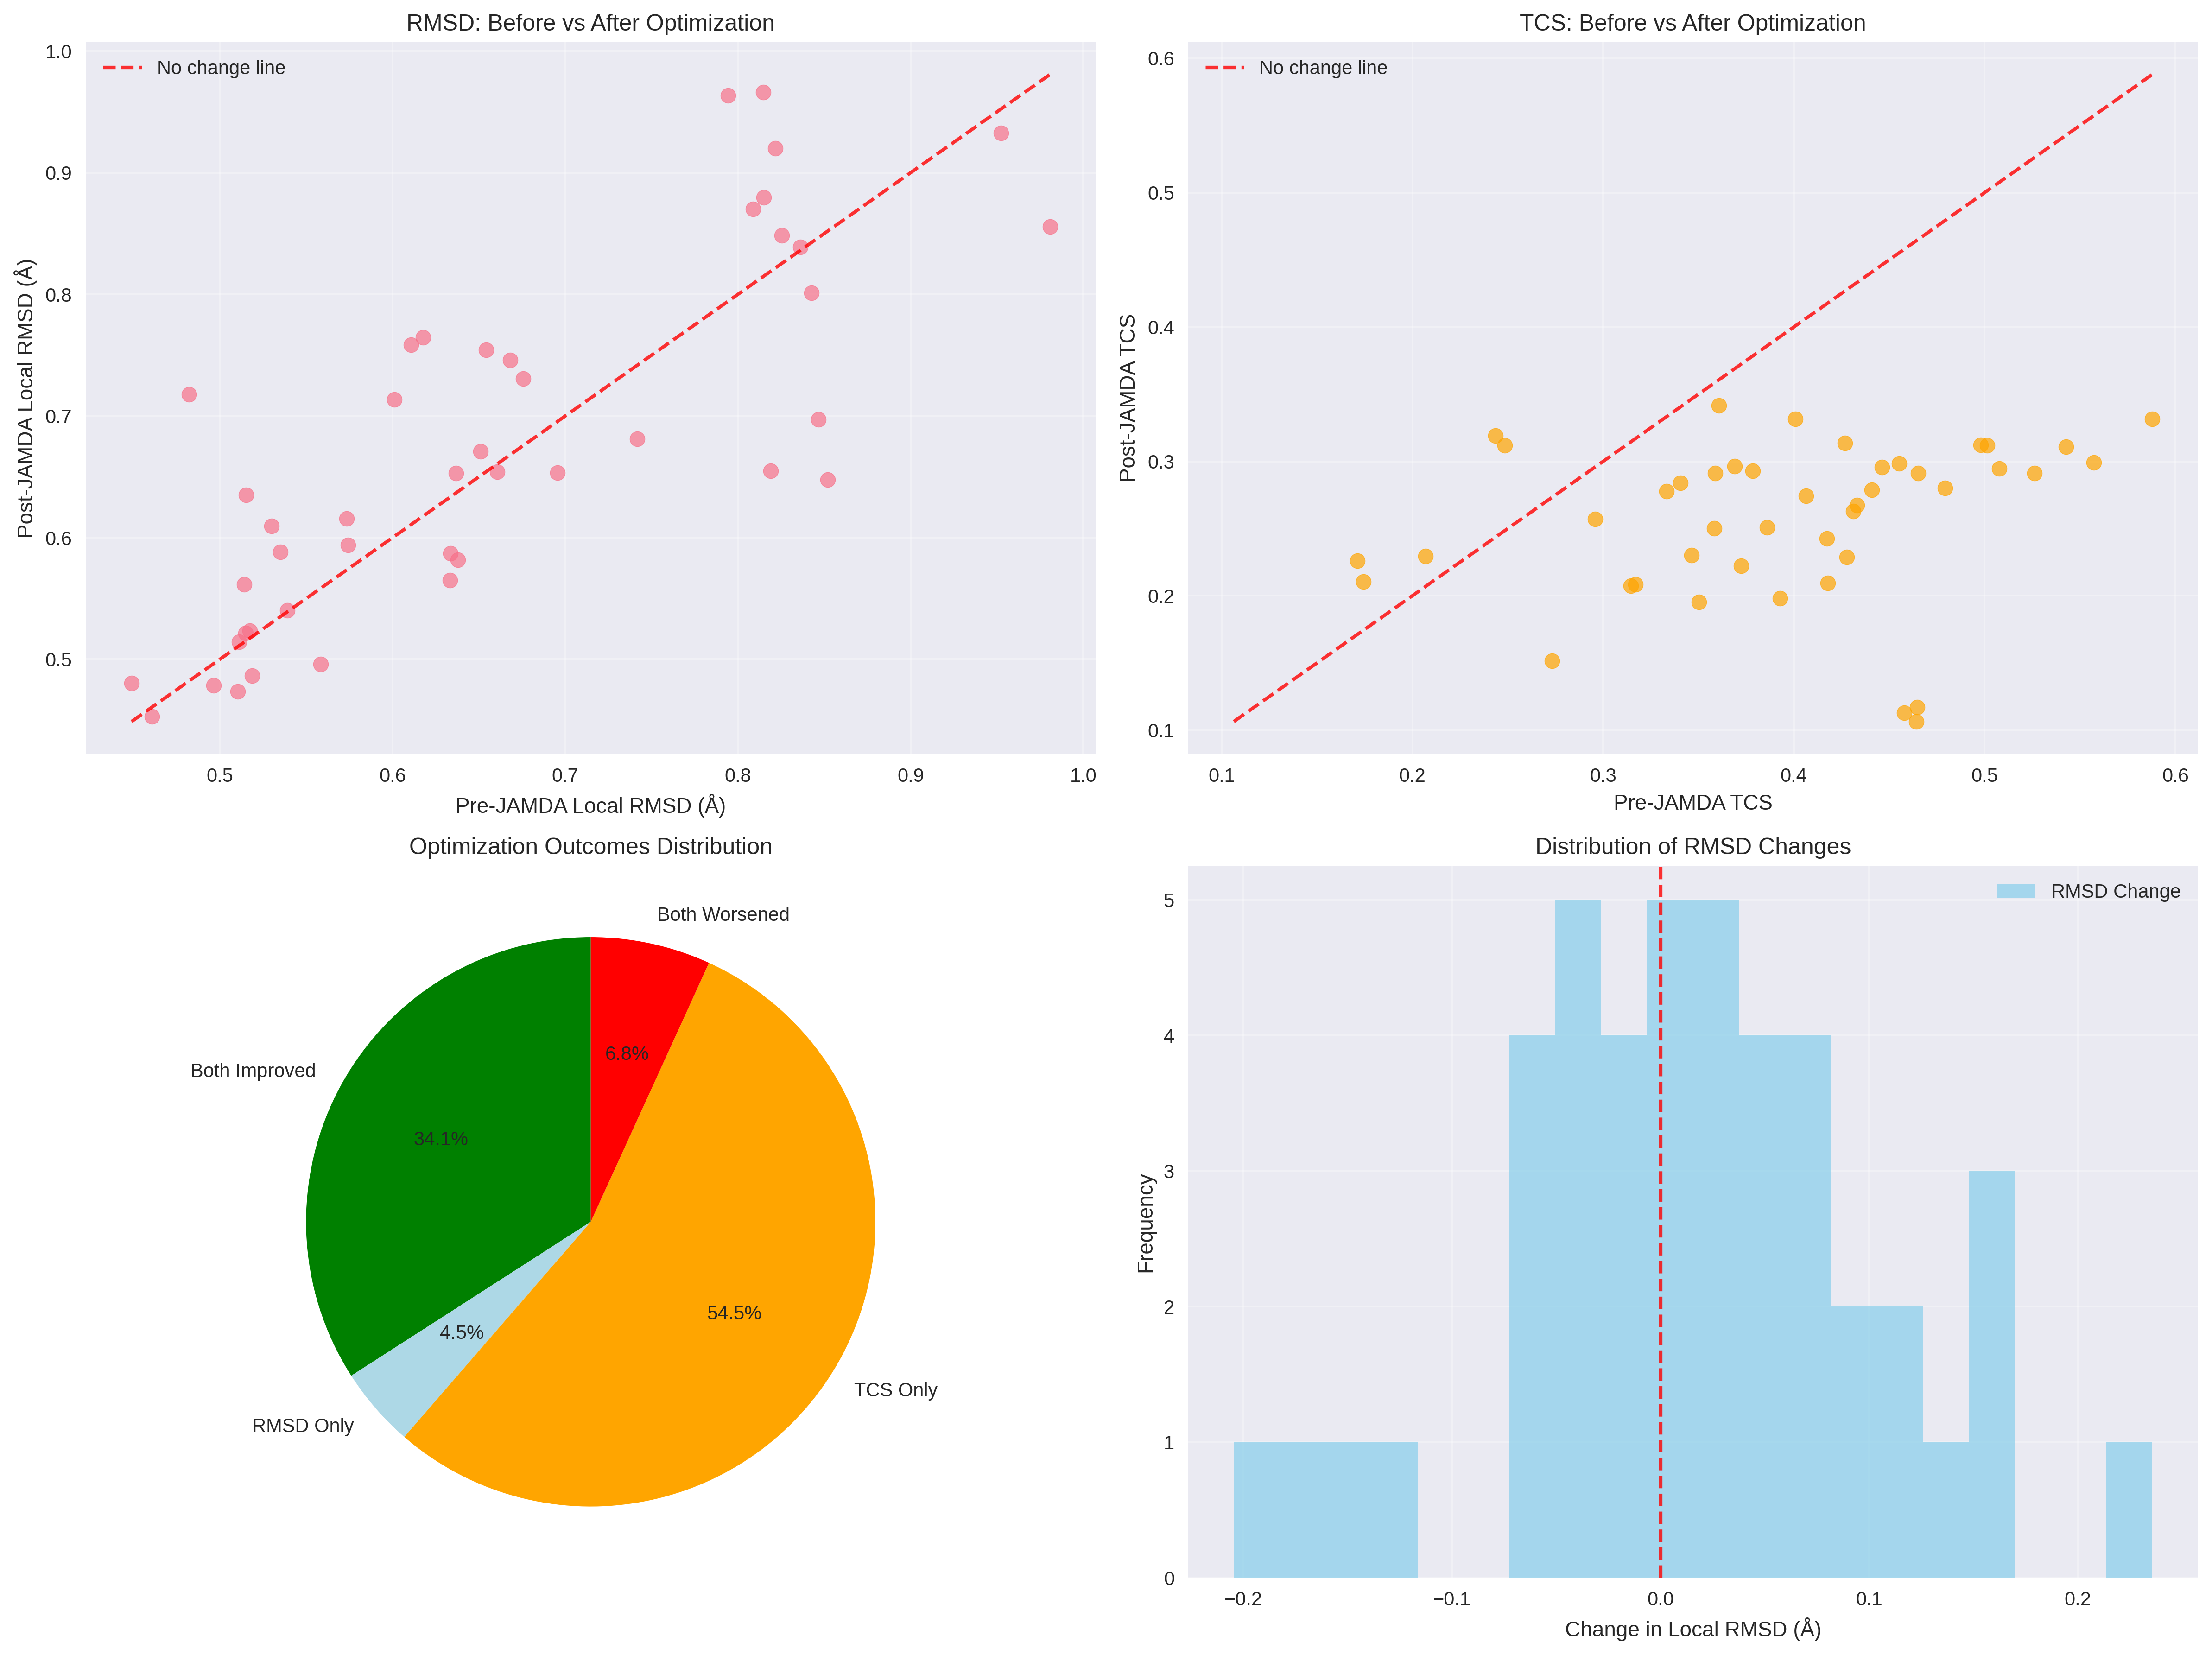 RMSD: Before vs After Optimization
No change line
1.0
0.9
0.8
0.7
0.6
0.5
Post-JAMDA Local RMSD (Å)
0.5 0.6 0.7 0.8 0.9 1.0
Pre-JAMDA Local RMSD (Å)
TCS: Before vs After Optimization
No change line
0.6
0.5
0.4
0.3
0.2
0.1
Post-JAMDA TCS
0.1 0.2 0.3 0.4 0.5 0.6
Pre-JAMDA TCS
Optimization Outcomes Distribution
Both Worsened
6.8%
Both Improved
34.1%
54.5%
4.5%
TCS Only
RMSD Only
Distribution of RMSD Changes
RMSD Change
5
4
3
2
1
0
Frequency
−0.2 −0.1 0.0 0.1 0.2
Change in Local RMSD (Å)